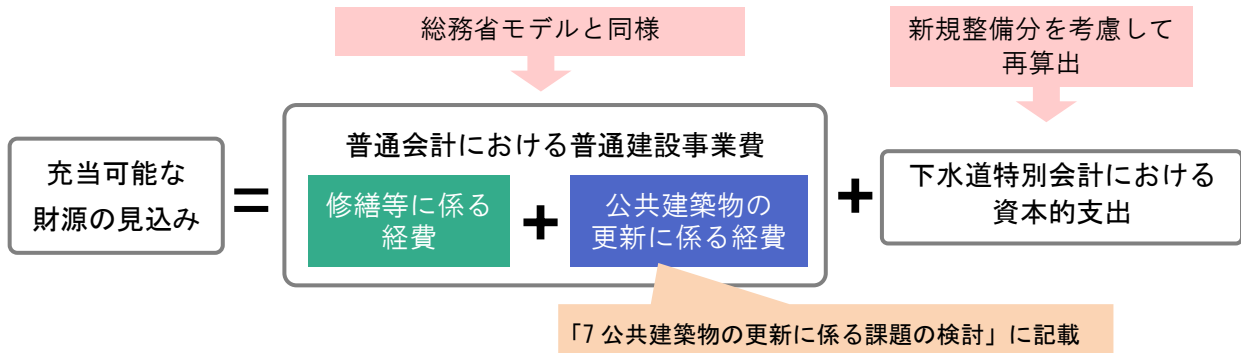 総務省モデルと同様
新規整備分を考慮して
再算出
充当可能な
財源の見込み
=
普通会計における普通建設事業費
修繕等に係る
経費
+
公共建築物の
更新に係る経費
+
下水道特別会計における
資本的支出
「7 公共建築物の更新に係る課題の検討」に記載